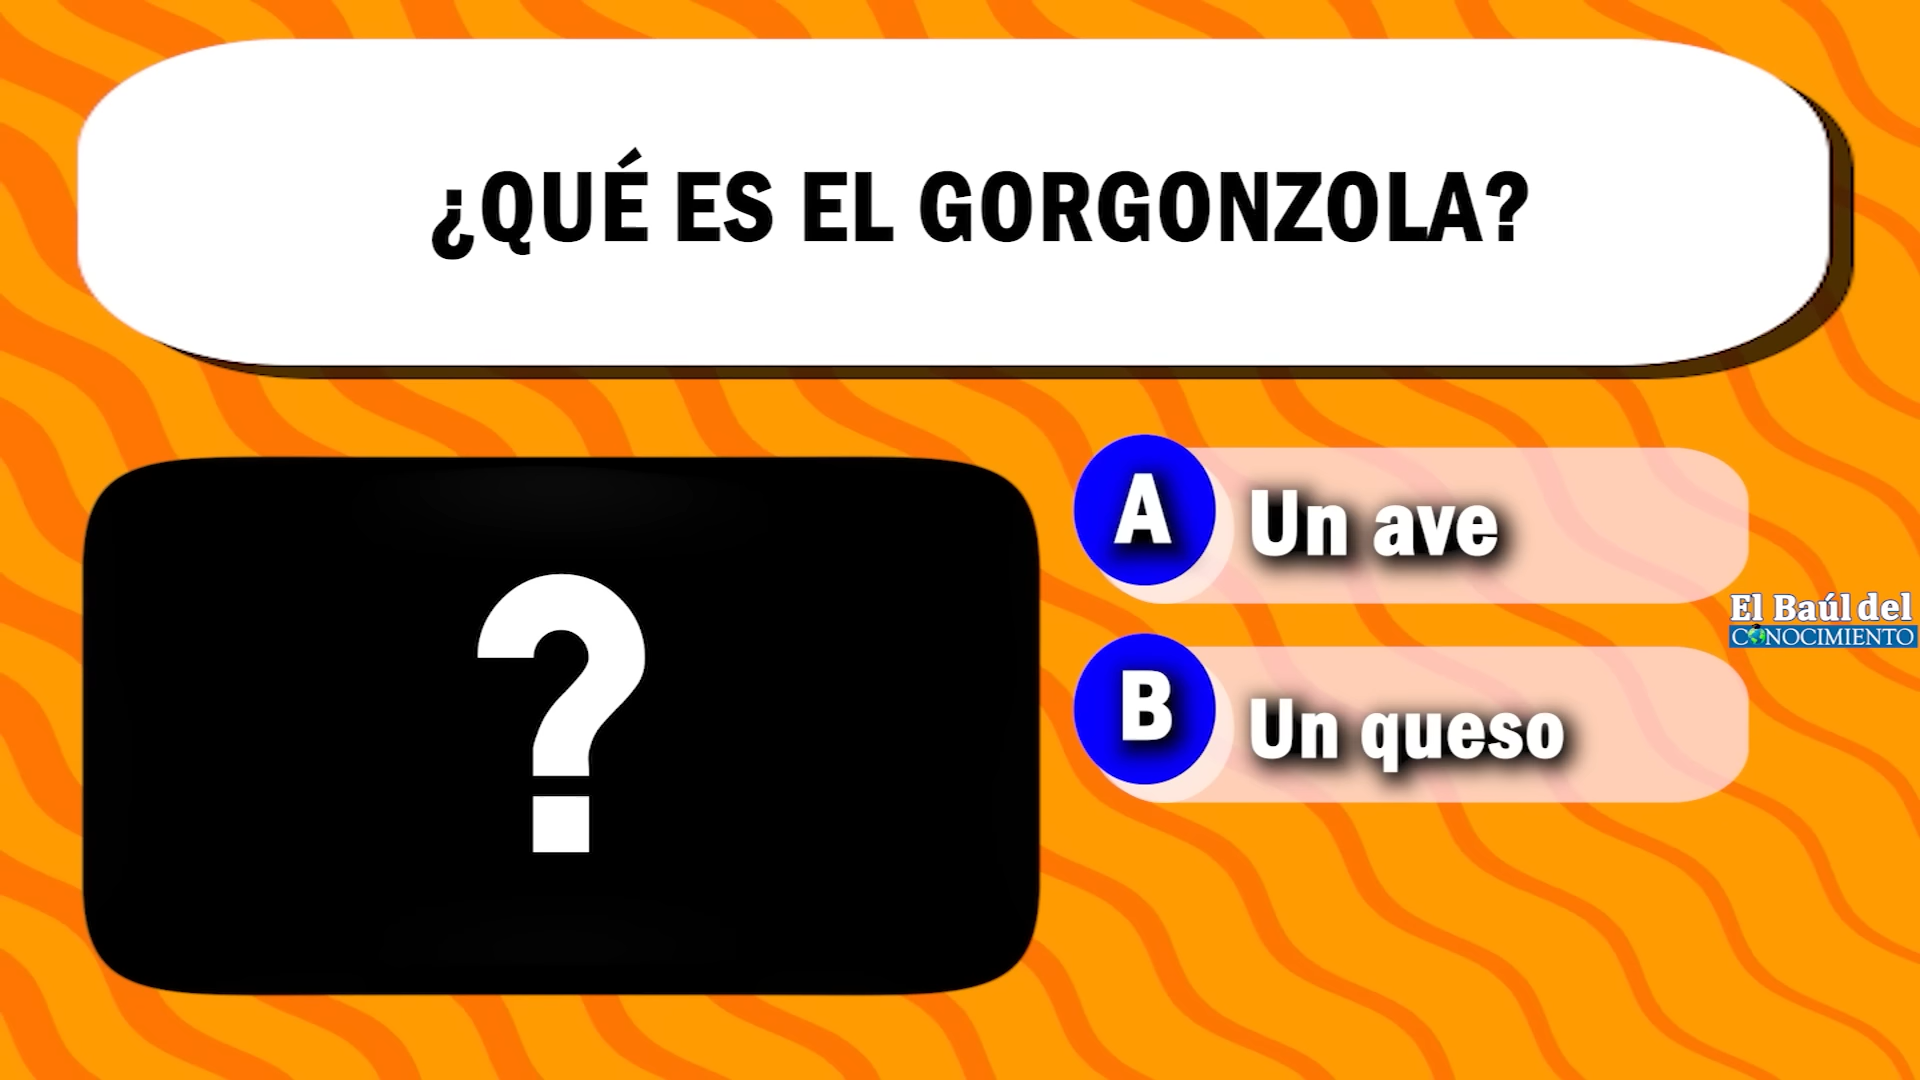 ¿QUÉ ES EL GORGONZOLA?
?
A Un ave
B Un queso
El Baúl del
CONOCIMIENTO